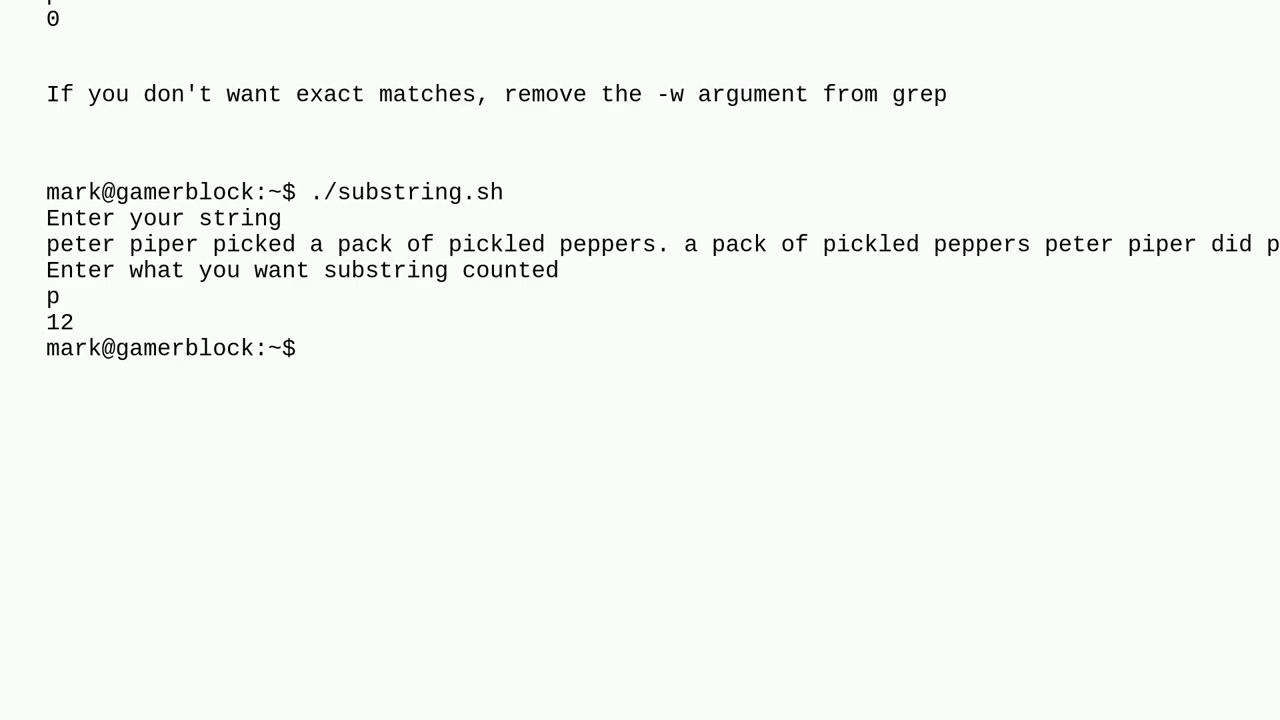 0
If you don't want exact matches, remove the -w argument from grep
mark@gamerblock:~$ ./substring.sh
Enter your string
peter piper picked a pack of pickled peppers. a pack of pickled peppers peter piper did p
Enter what you want substring counted
p
12
mark@gamerblock:~$